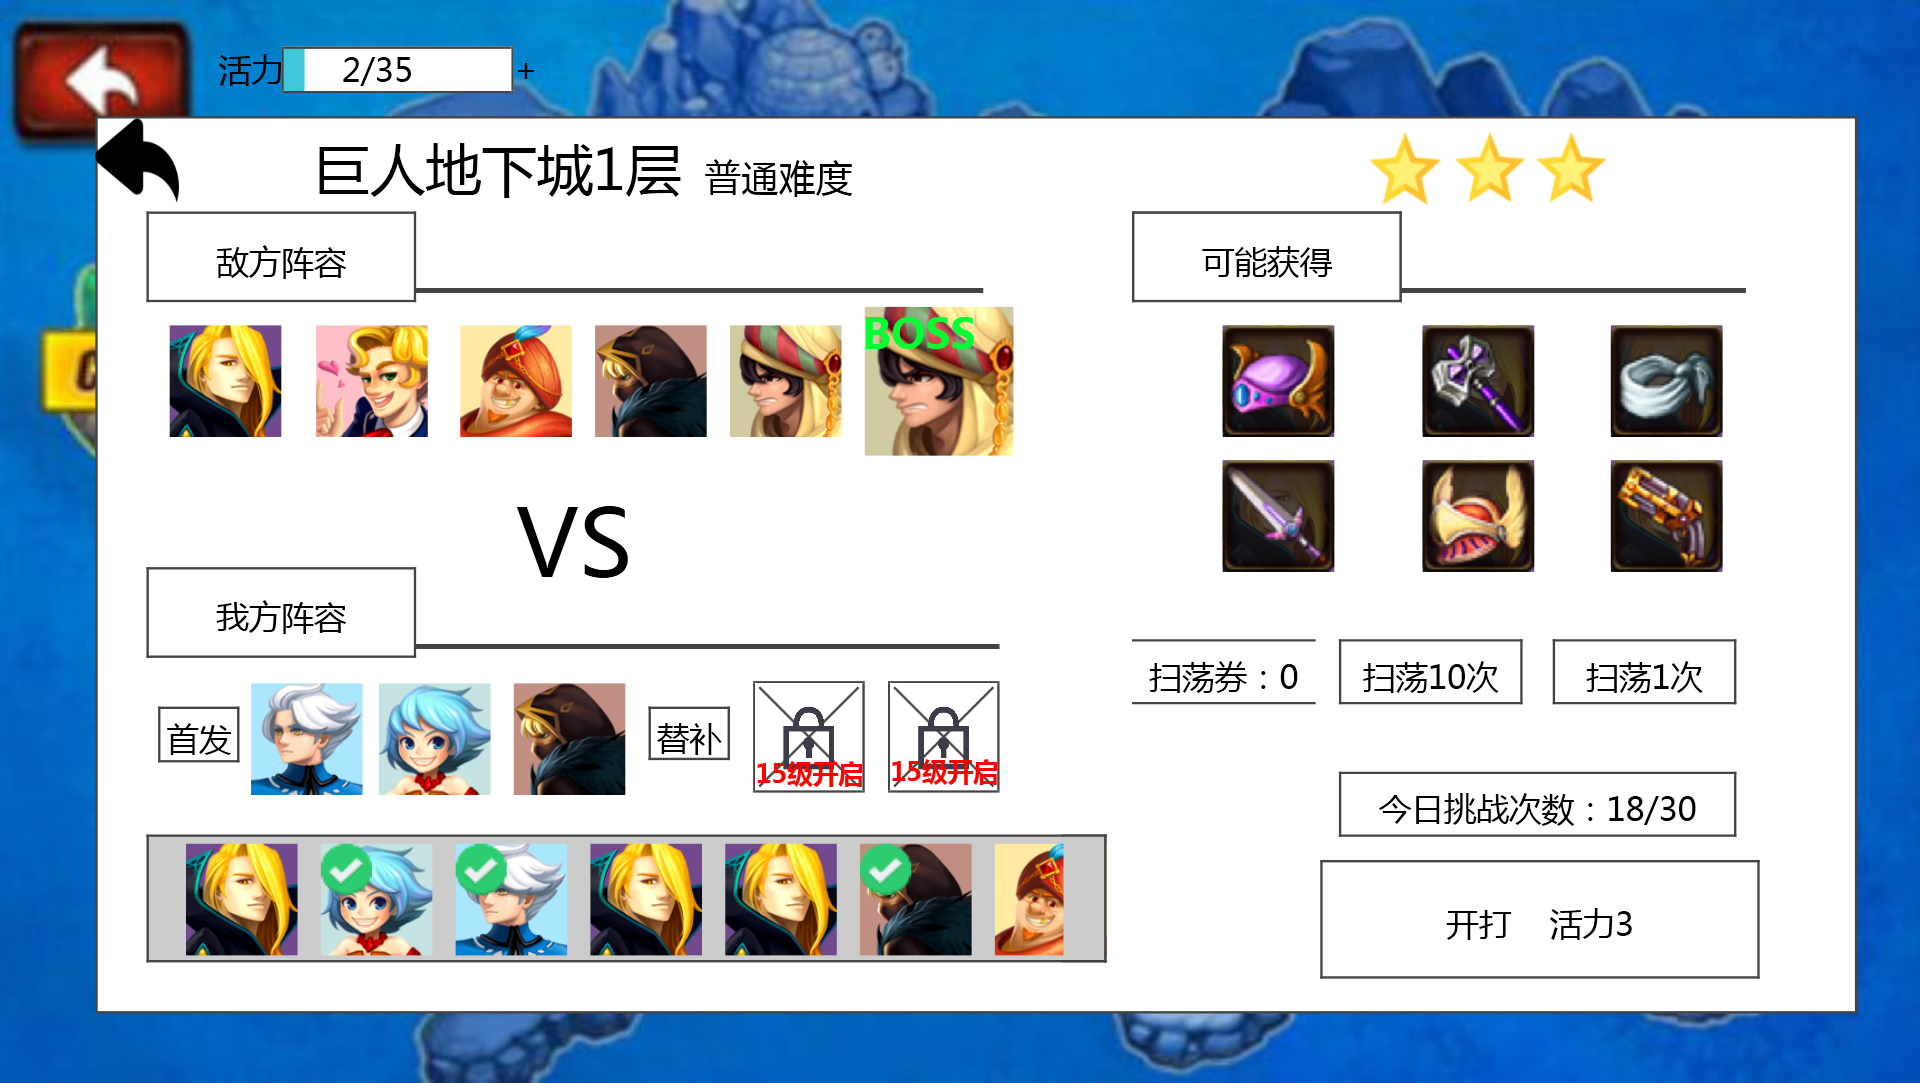 活力 2/35 +
巨人地下城1层 普通难度
敌方阵容
可能获得
BOSS
VS
我方阵容
扫荡券：0
扫荡10次
扫荡1次
首发
替补
15级开启
15级开启
今日挑战次数：18/30
开打 活力3